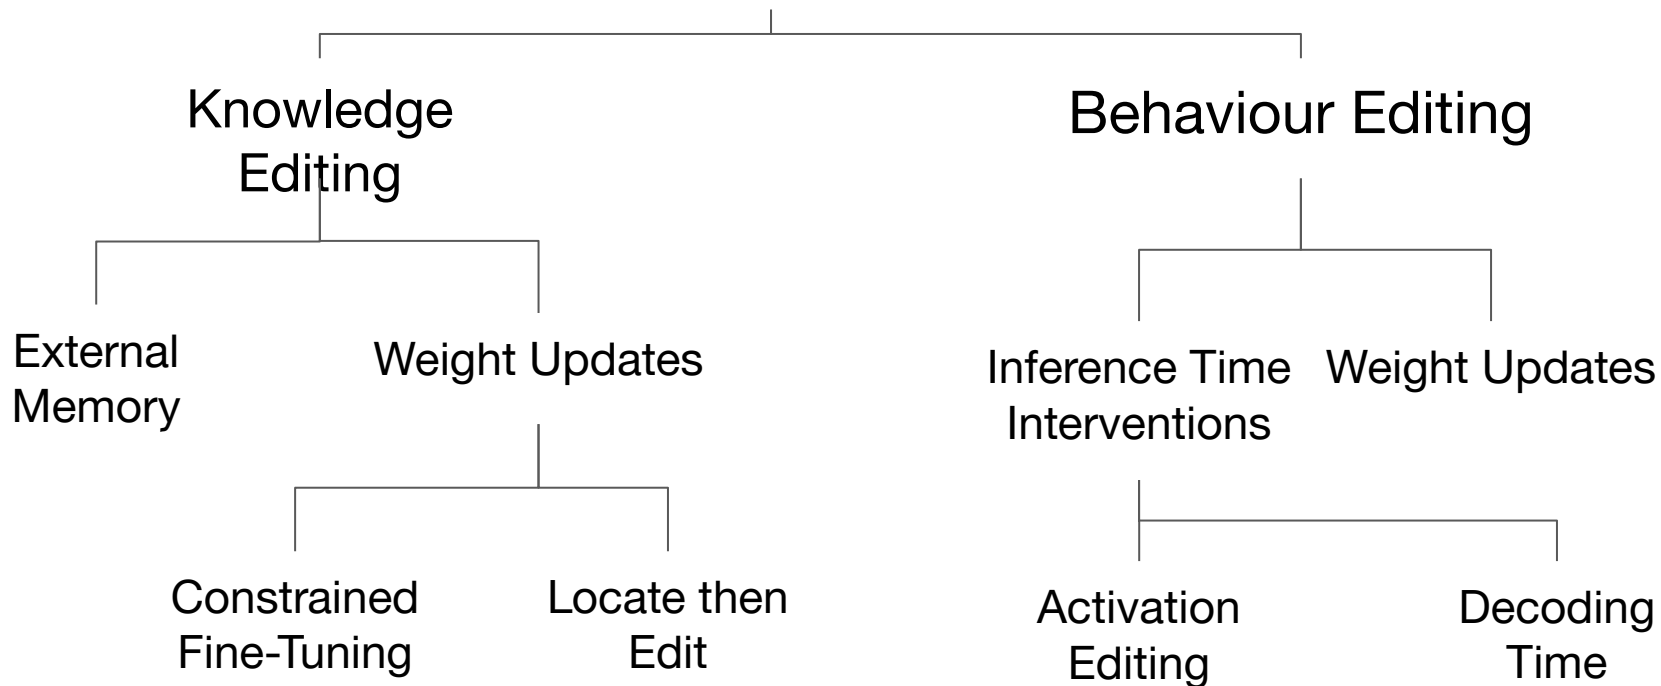 Knowledge
Editing
Behaviour Editing
External
Memory
Weight Updates
Inference Time
Interventions
Weight Updates
Constrained
Fine-Tuning
Locate then
Edit
Activation
Editing
Decoding
Time